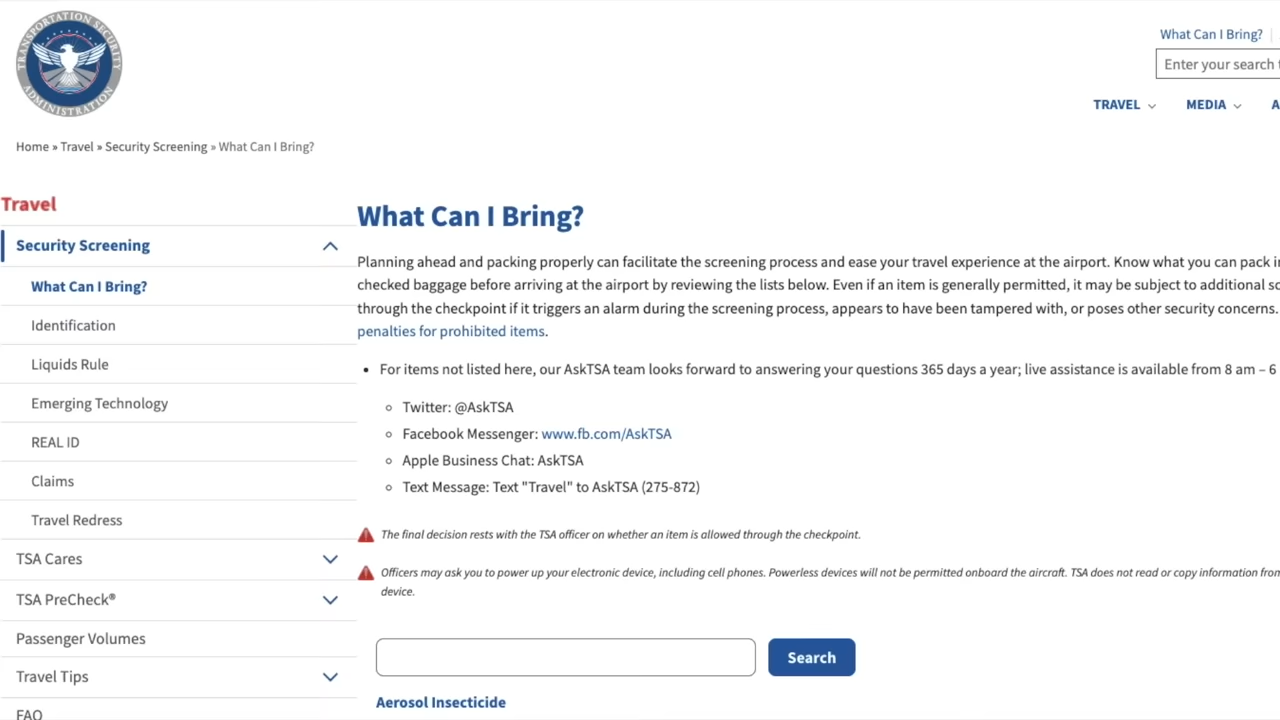 TRANSPORTATION SECURITY
ADMINISTRATION
What Can I Bring?
Enter your search
TRAVEL
MEDIA
A
Home » Travel » Security Screening » What Can I Bring?
Travel
Security Screening
What Can I Bring?
Identification
Liquids Rule
Emerging Technology
REAL ID
Claims
Travel Redress
TSA Cares
TSA PreCheck®
Passenger Volumes
Travel Tips
FAQ
What Can I Bring?
Planning ahead and packing properly can facilitate the screening process and ease your travel experience at the airport. Know what you can pack in
checked baggage before arriving at the airport by reviewing the lists below. Even if an item is generally permitted, it may be subject to additional sc
through the checkpoint if it triggers an alarm during the screening process, appears to have been tampered with, or poses other security concerns.
penalties for prohibited items.
• For items not listed here, our AskTSA team looks forward to answering your questions 365 days a year; live assistance is available from 8 am – 6
Twitter: @AskTSA
Facebook Messenger: www.fb.com/AskTSA
Apple Business Chat: AskTSA
Text Message: Text "Travel" to AskTSA (275-872)
The final decision rests with the TSA officer on whether an item is allowed through the checkpoint.
Officers may ask you to power up your electronic device, including cell phones. Powerless devices will not be permitted onboard the aircraft. TSA does not read or copy information from
device.
Search
Aerosol Insecticide